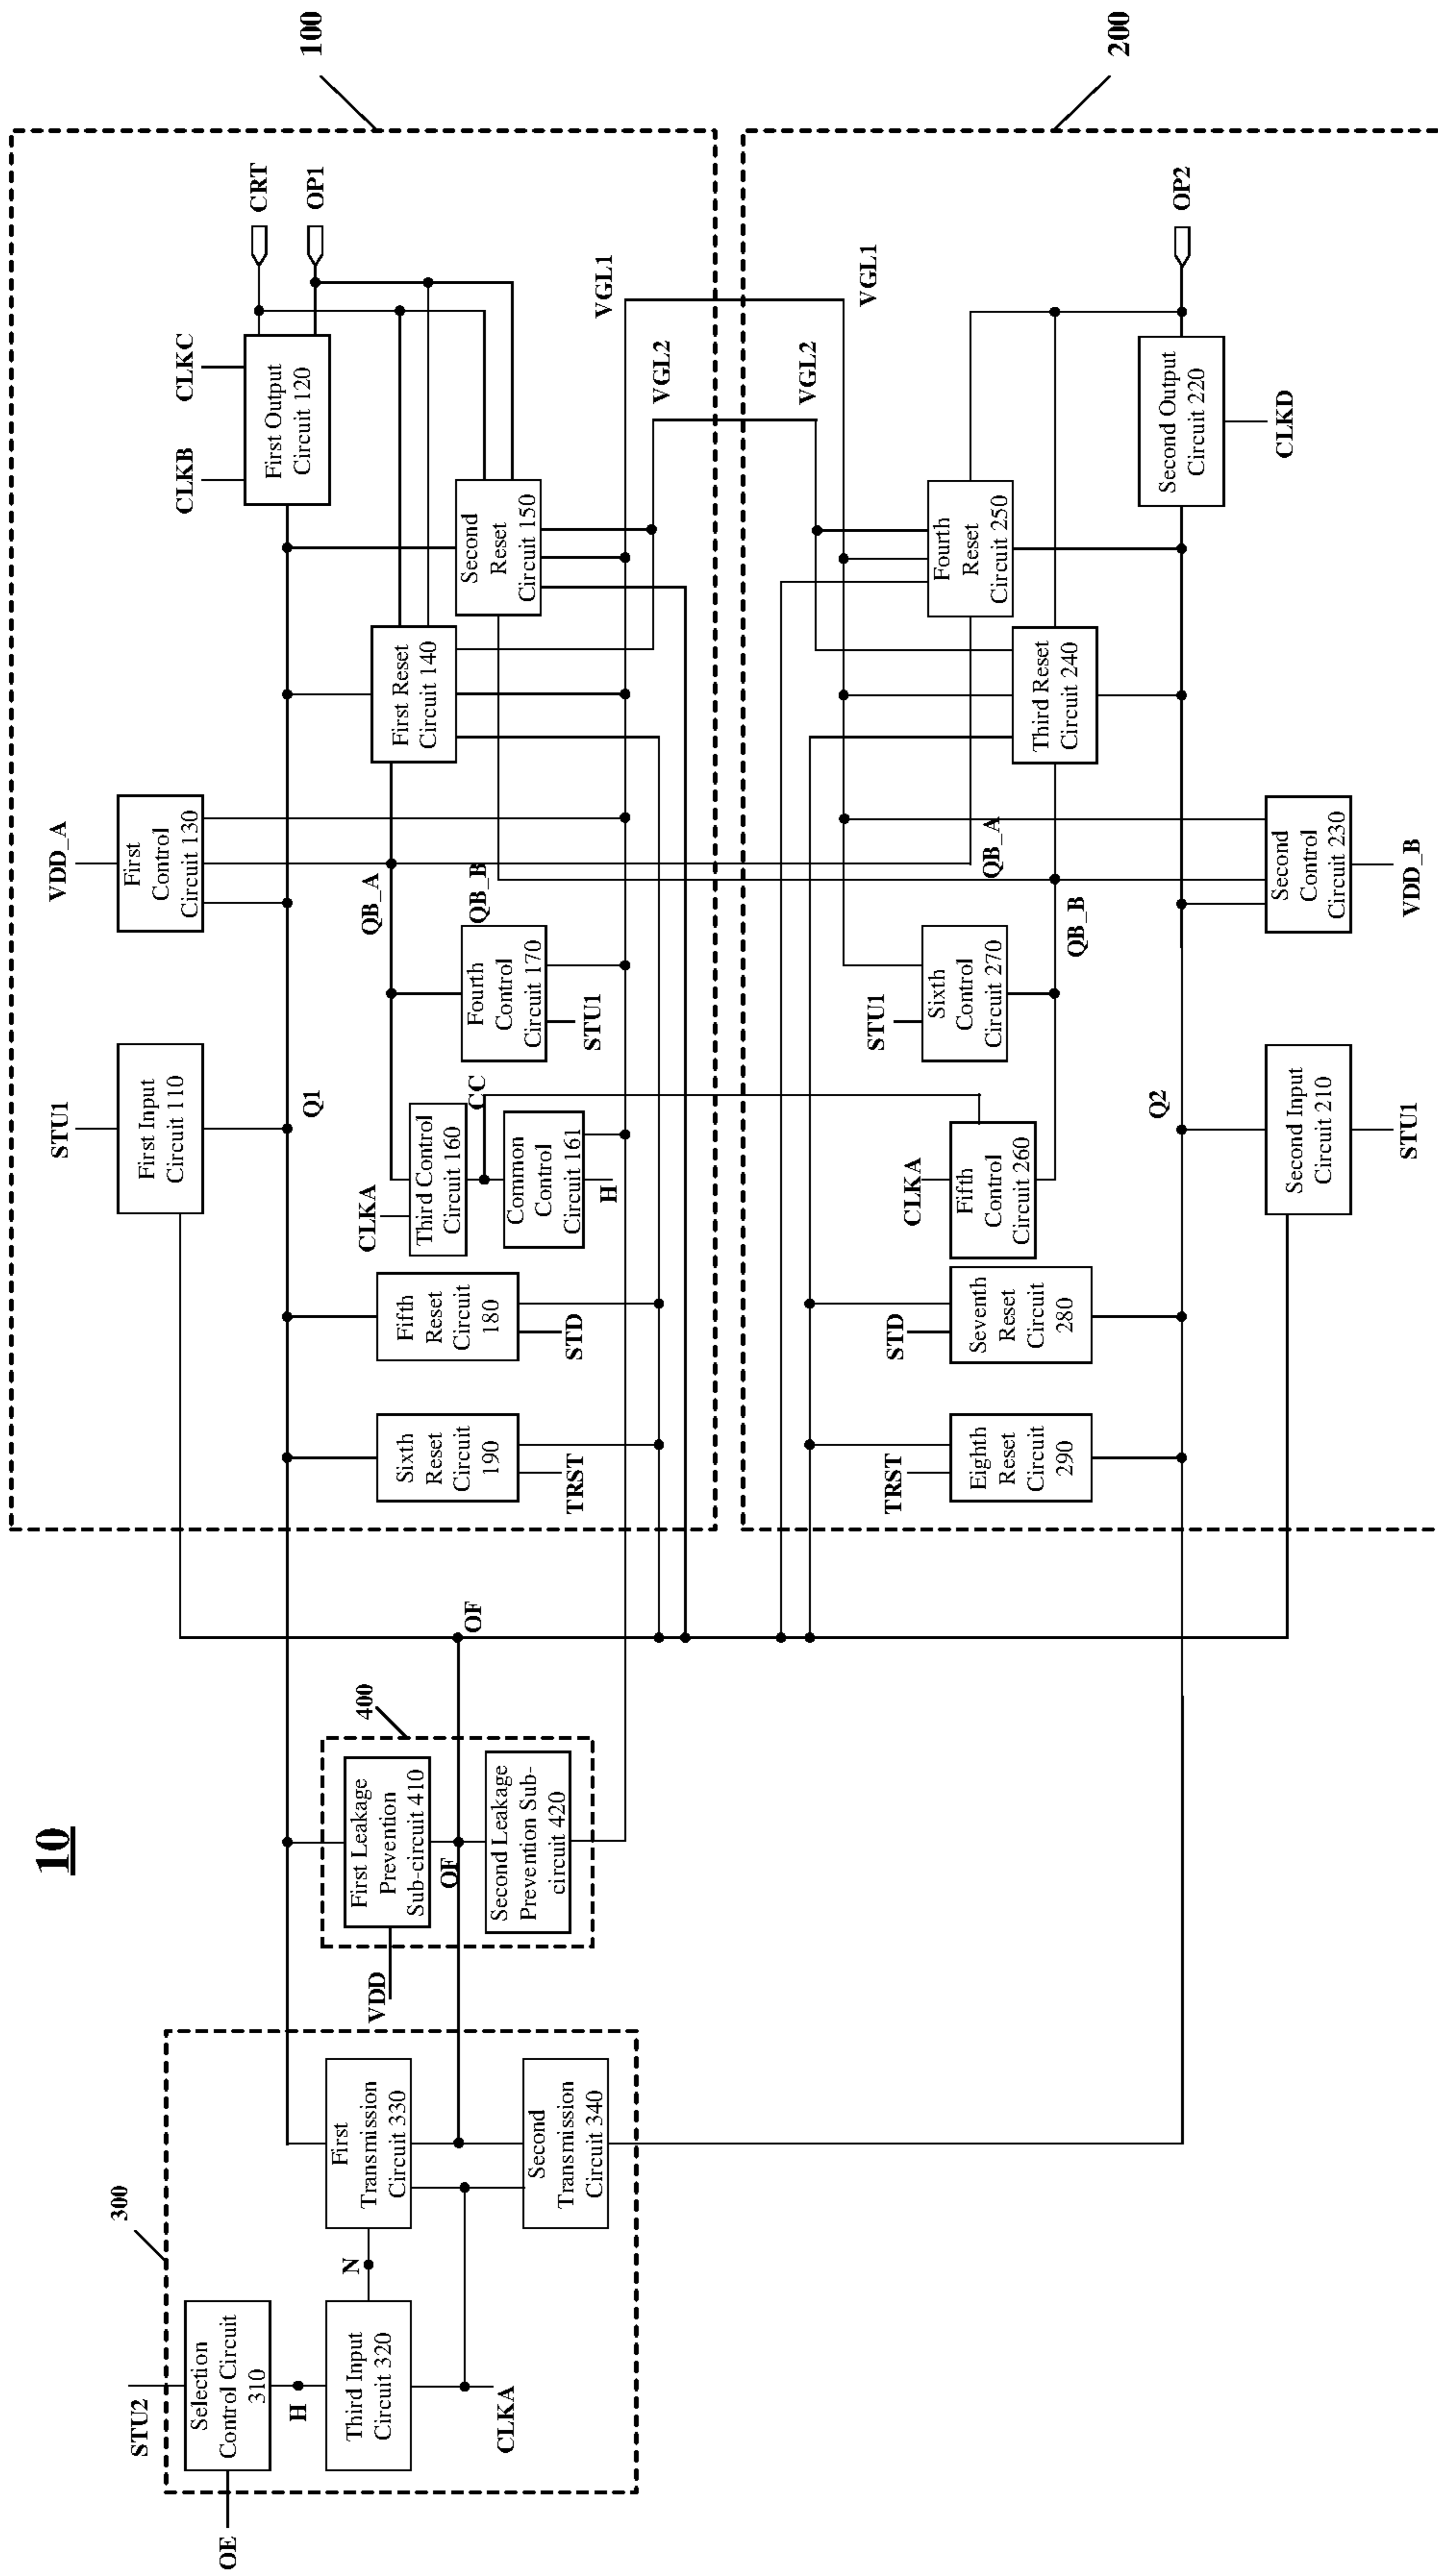 10
300
STU2
OE
Selection
Control Circuit
310
H
Third Input
Circuit 320
CLKA
N
First
Transmission
Circuit 330
Second
Transmission
Circuit 340
400
VDD
First Leakage
Prevention
Sub-circuit 410
OF
Second Leakage
Prevention Sub-
circuit 420
OF
100
STU1
First Input
Circuit 110
Q1
VDD_A
First
Control
Circuit 130
CLKB
CLKC
First Output
Circuit 120
CRT
OP1
Sixth
Reset
Circuit
190
TRST
Fifth
Reset
Circuit
180
STD
CLKA
Third Control
Circuit 160
CC
Common
Control
Circuit 161
H
QB_A
Fourth
Control
Circuit 170
STU1
QB_B
First Reset
Circuit 140
Second
Reset
Circuit 150
VGL1
VGL2
200
VGL2
VGL1
TRST
Eighth
Reset
Circuit
290
STD
Seventh
Reset
Circuit
280
CLKA
Fifth
Control
Circuit 260
STU1
Sixth
Control
Circuit 270
QB_A
QB_B
Third Reset
Circuit 240
Fourth
Reset
Circuit 250
Q2
Second Input
Circuit 210
STU1
Second
Control
Circuit 230
VDD_B
Second Output
Circuit 220
CLKD
OP2